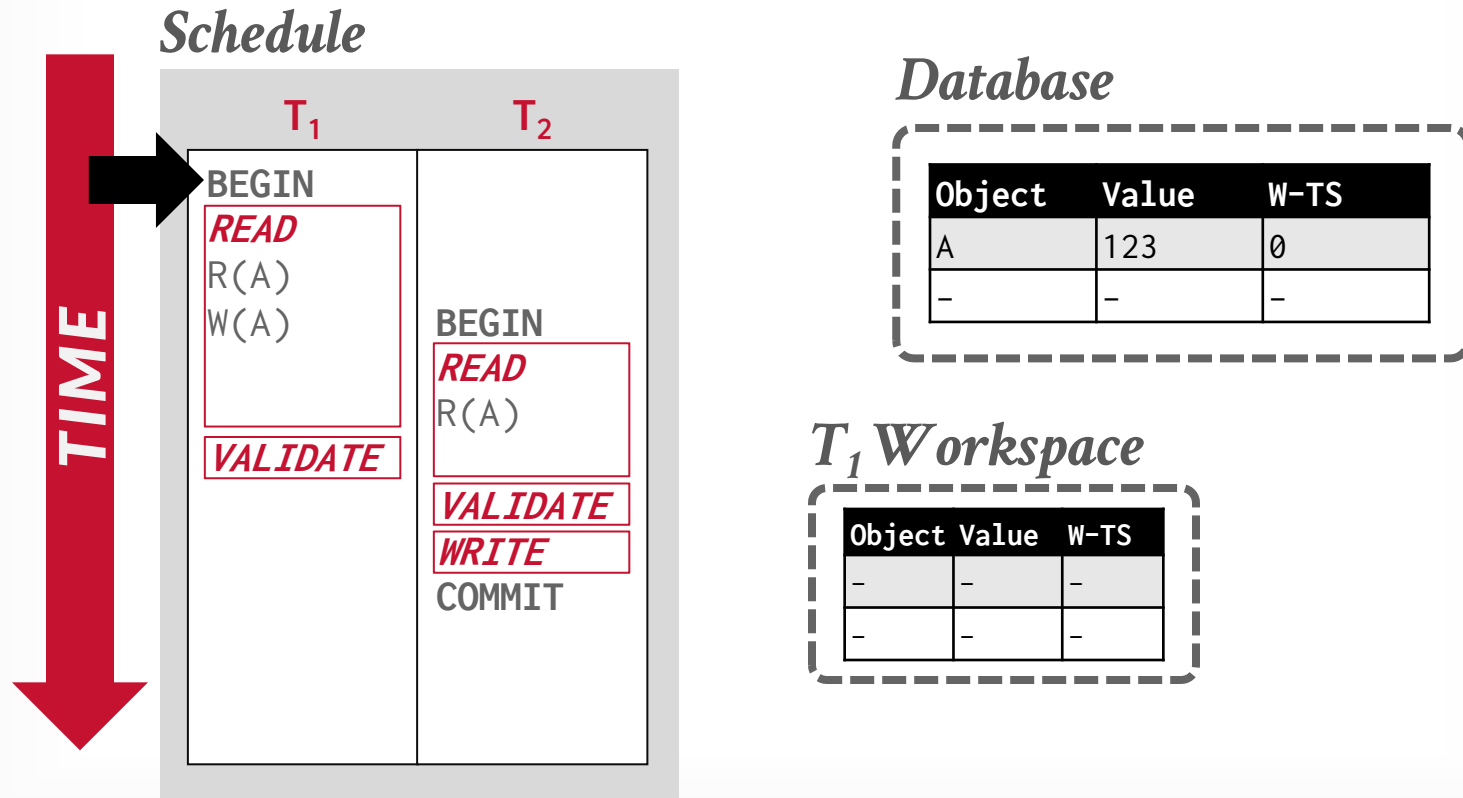 Schedule
TIME
T1 T2
BEGIN
READ
R(A)
W(A)
VALIDATE
BEGIN
READ
R(A)
VALIDATE
WRITE
COMMIT
Database
Object Value W-TS
A 123 0
- - -
T1 Workspace
Object Value W-TS
- - -
- - -